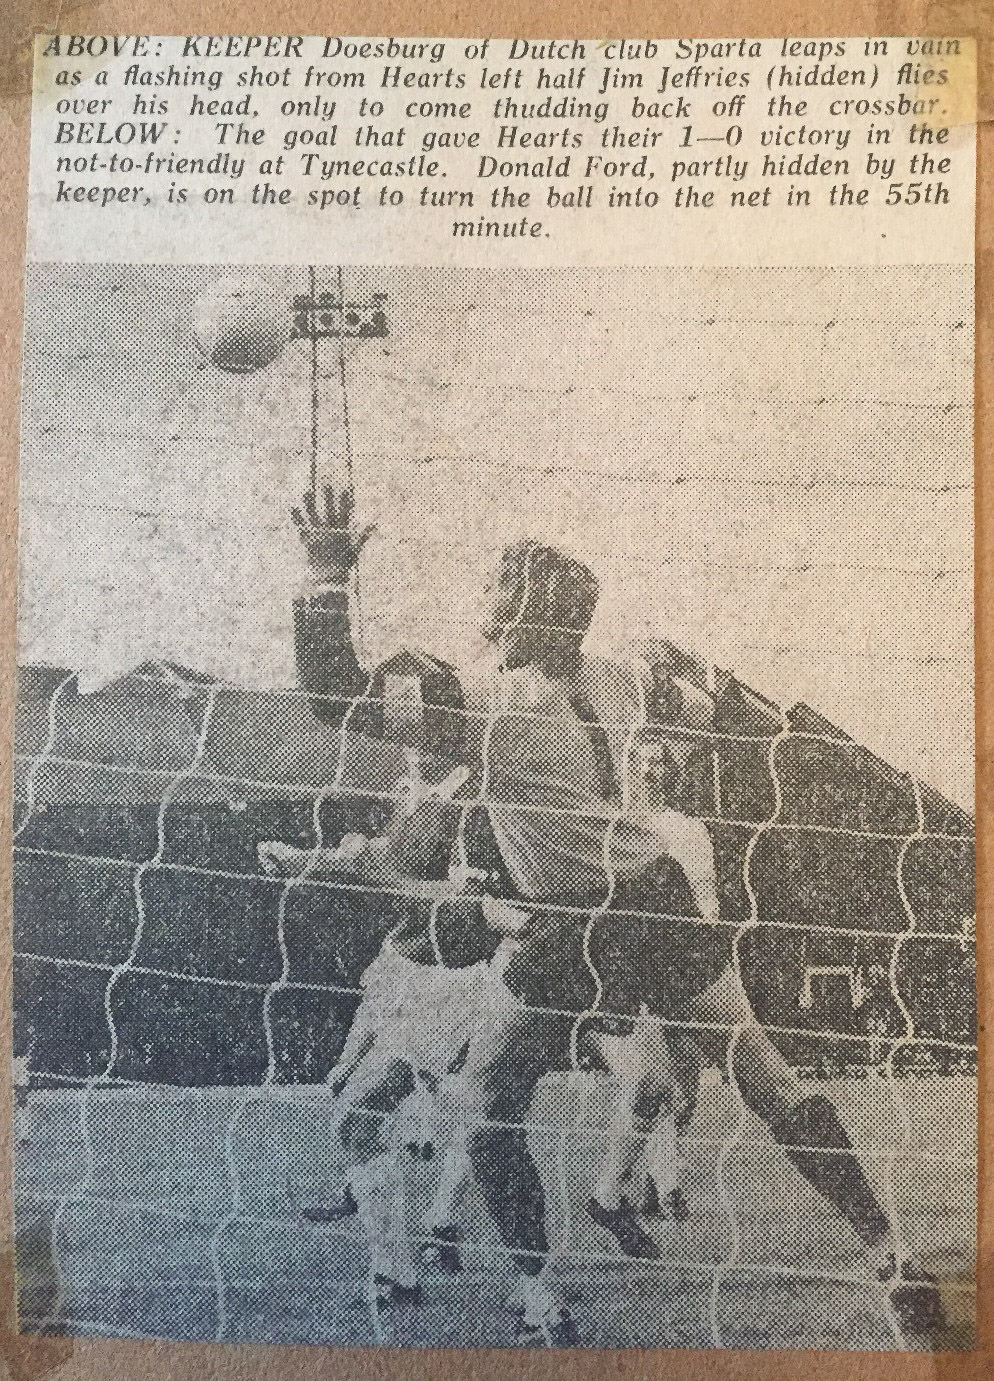 ABOVE: KEEPER Doesburg of Dutch club Sparta leaps in vain
as a flashing shot from Hearts left half Jim Jeffries (hidden) flies
over his head, only to come thudding back off the crossbar.
BELOW: The goal that gave Hearts their 1—0 victory in the
not-to-friendly at Tynecastle. Donald Ford, partly hidden by the
keeper, is on the spot to turn the ball into the net in the 55th
minute.